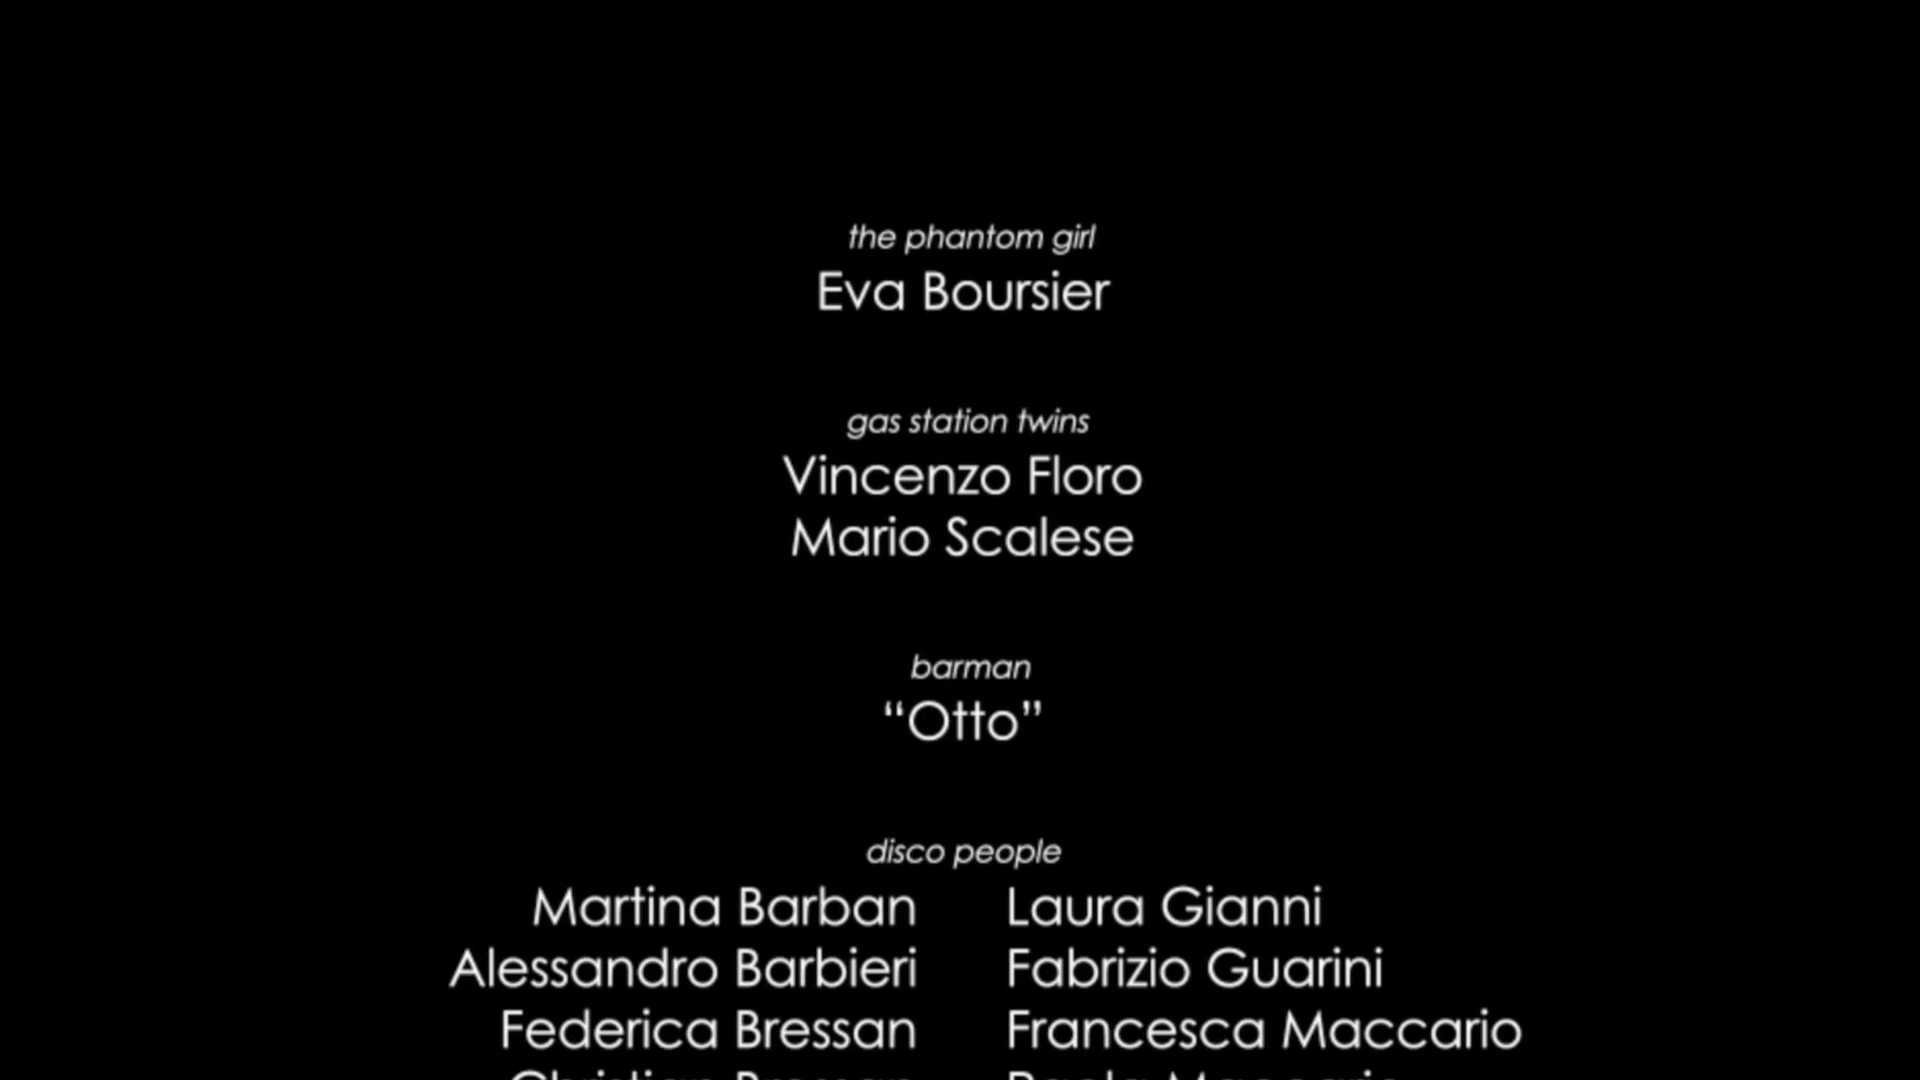 the phantom girl
Eva Boursier
gas station twins
Vincenzo Floro
Mario Scalese
barman
“Otto”
disco people
Martina Barban Laura Gianni
Alessandro Barbieri Fabrizio Guarini
Federica Bressan Francesca Maccario